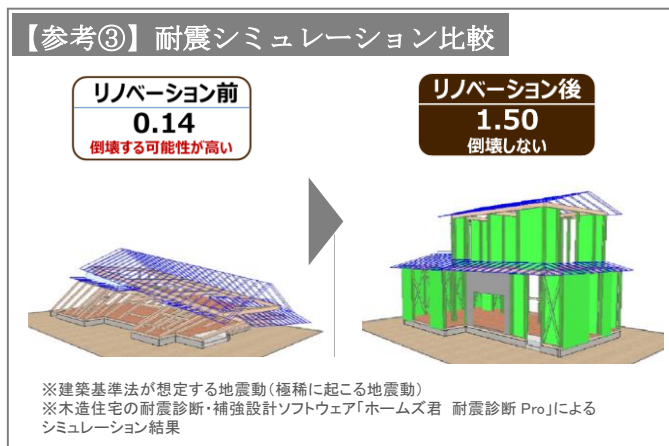 【参考③】耐震シミュレーション比較
リノベーション前
0.14
倒壊する可能性が高い
リノベーション後
1.50
倒壊しない
※建築基準法が想定する地震動（極稀に起こる地震動）
※木造住宅の耐震診断・補強設計ソフトウェア「ホームズ君 耐震診断 Pro」による
シミュレーション結果